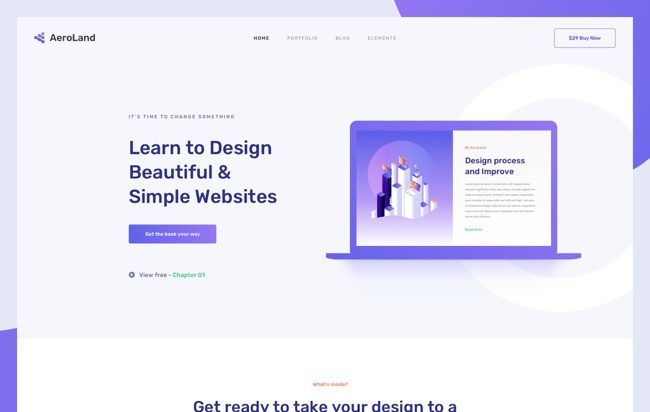 AeroLand
HOME
PORTFOLIO
BLOG
ELEMENTS
$29 Buy Now
IT'S TIME TO CHANGE SOMETHING
Learn to Design
Beautiful &
Simple Websites
Get the book your way
View free - Chapter 01
By AeroLand
Design process
and Improve
Read more
What's inside?
Get ready to take your design to a